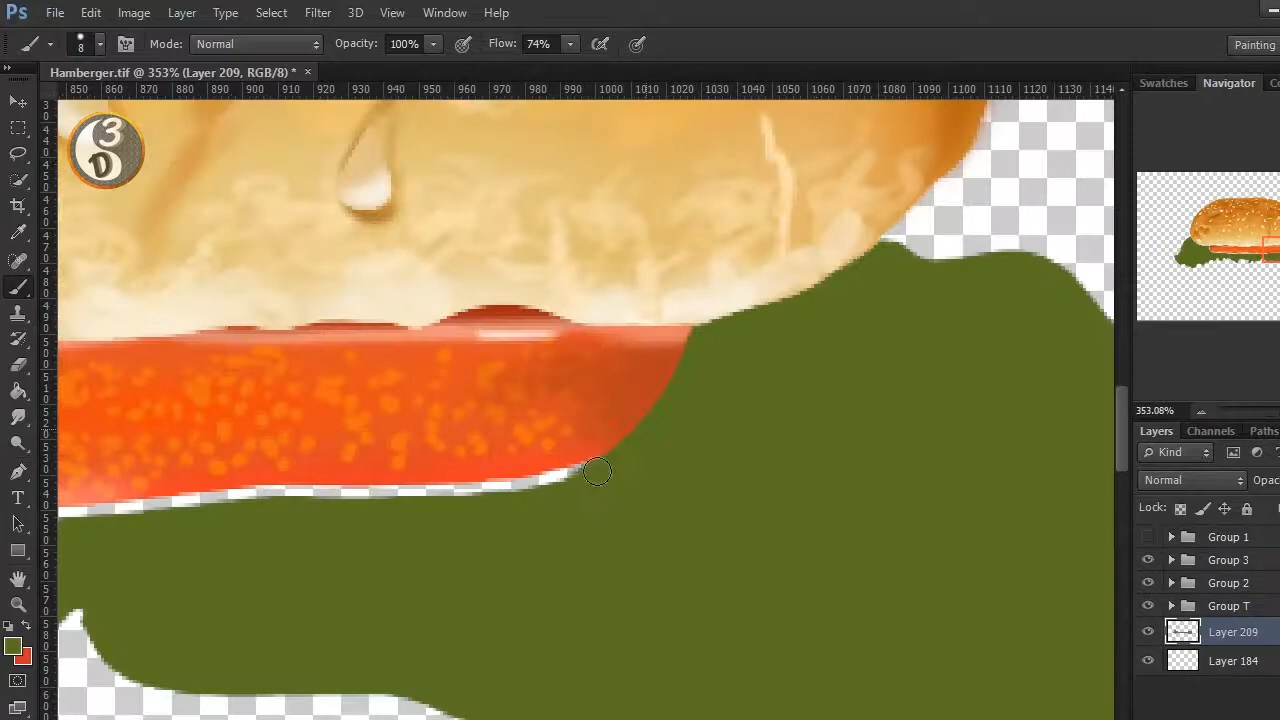 Ps File Edit Image Layer Type Select Filter 3D View Window Help
8 Mode: Normal Opacity: 100% Flow: 74% Painting
Hamberger.tif @ 353% (Layer 209, RGB/8) * ×
Swatches Navigator Co
850 860 870 880 890 900 910 920 930 940 950 960 970 980 990 1000 1010 1020 1030 1040 1050 1060 1070 1080 1090 1100 1110 1120 1130 1140
3D
353.08%
Layers Channels Paths
Kind
Normal Opac
Lock:
Group 1
Group 3
Group 2
Group T
Layer 209
Layer 184